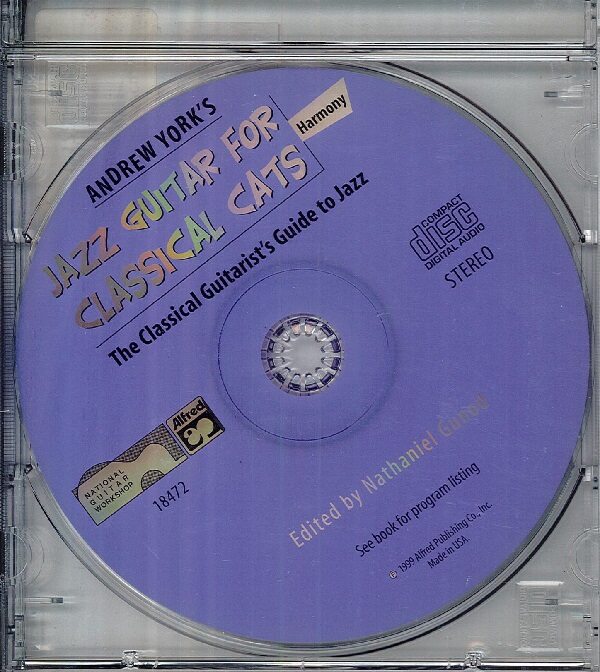 ANDREW YORK'S
JAZZ GUITAR FOR
CLASSICAL CATS
Harmony
The Classical Guitarist's Guide to Jazz
COMPACT
disc
DIGITAL AUDIO
STEREO
Alfred
NATIONAL
GUITAR
WORKSHOP
18472
Edited by Nathaniel Gunod
See book for program listing
℗ 1999 Alfred Publishing Co., Inc.
Made in USA.